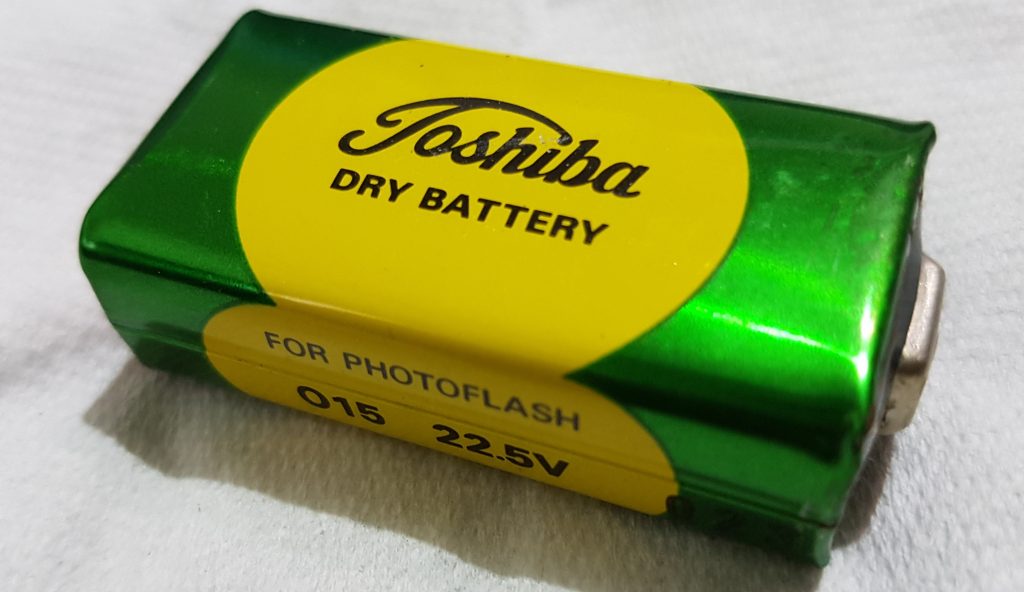 Toshiba
DRY BATTERY
FOR PHOTOFLASH
015 22.5V